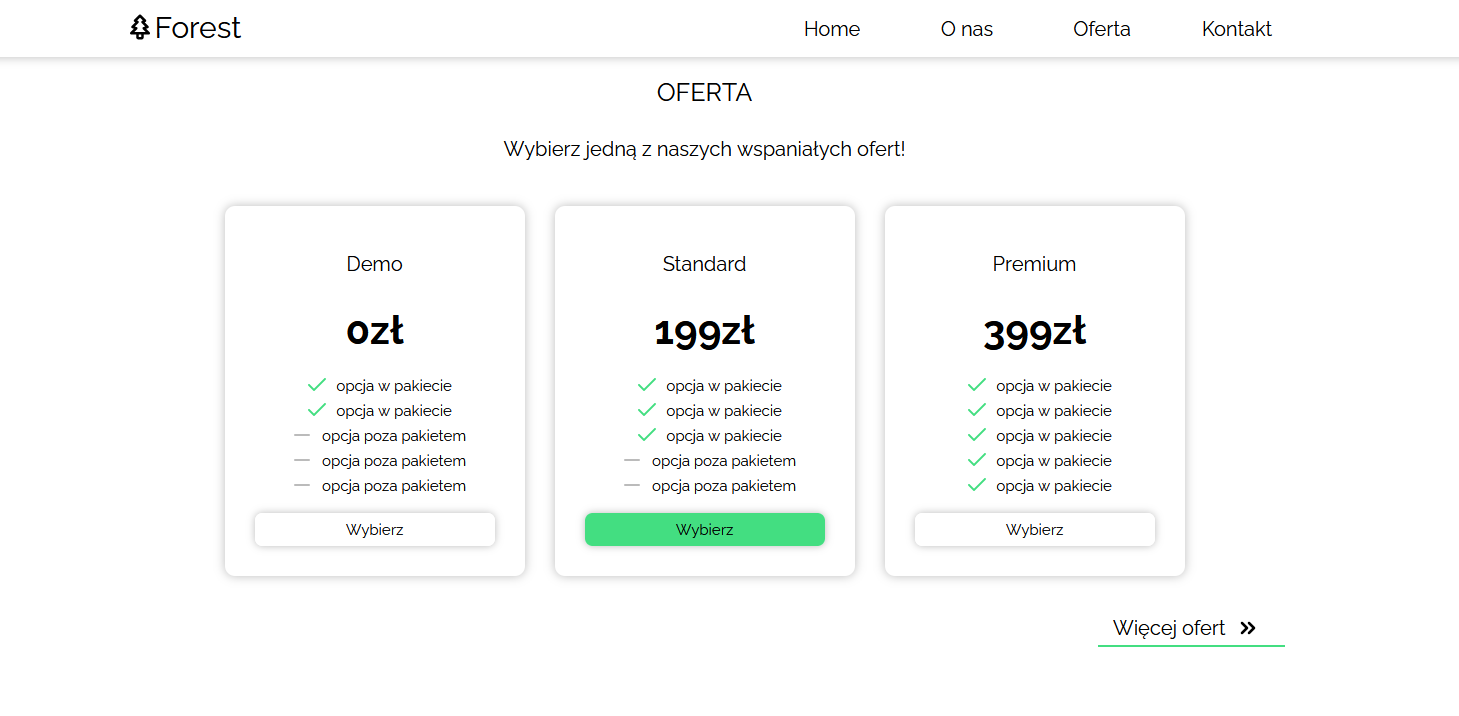 Forest
Home
O nas
Oferta
Kontakt
OFERTA
Wybierz jedną z naszych wspaniałych ofert!
Demo
0zł
opcja w pakiecie
opcja w pakiecie
opcja poza pakietem
opcja poza pakietem
opcja poza pakietem
Wybierz
Standard
199zł
opcja w pakiecie
opcja w pakiecie
opcja w pakiecie
opcja poza pakietem
opcja poza pakietem
Wybierz
Premium
399zł
opcja w pakiecie
opcja w pakiecie
opcja w pakiecie
opcja w pakiecie
opcja w pakiecie
Wybierz
Więcej ofert